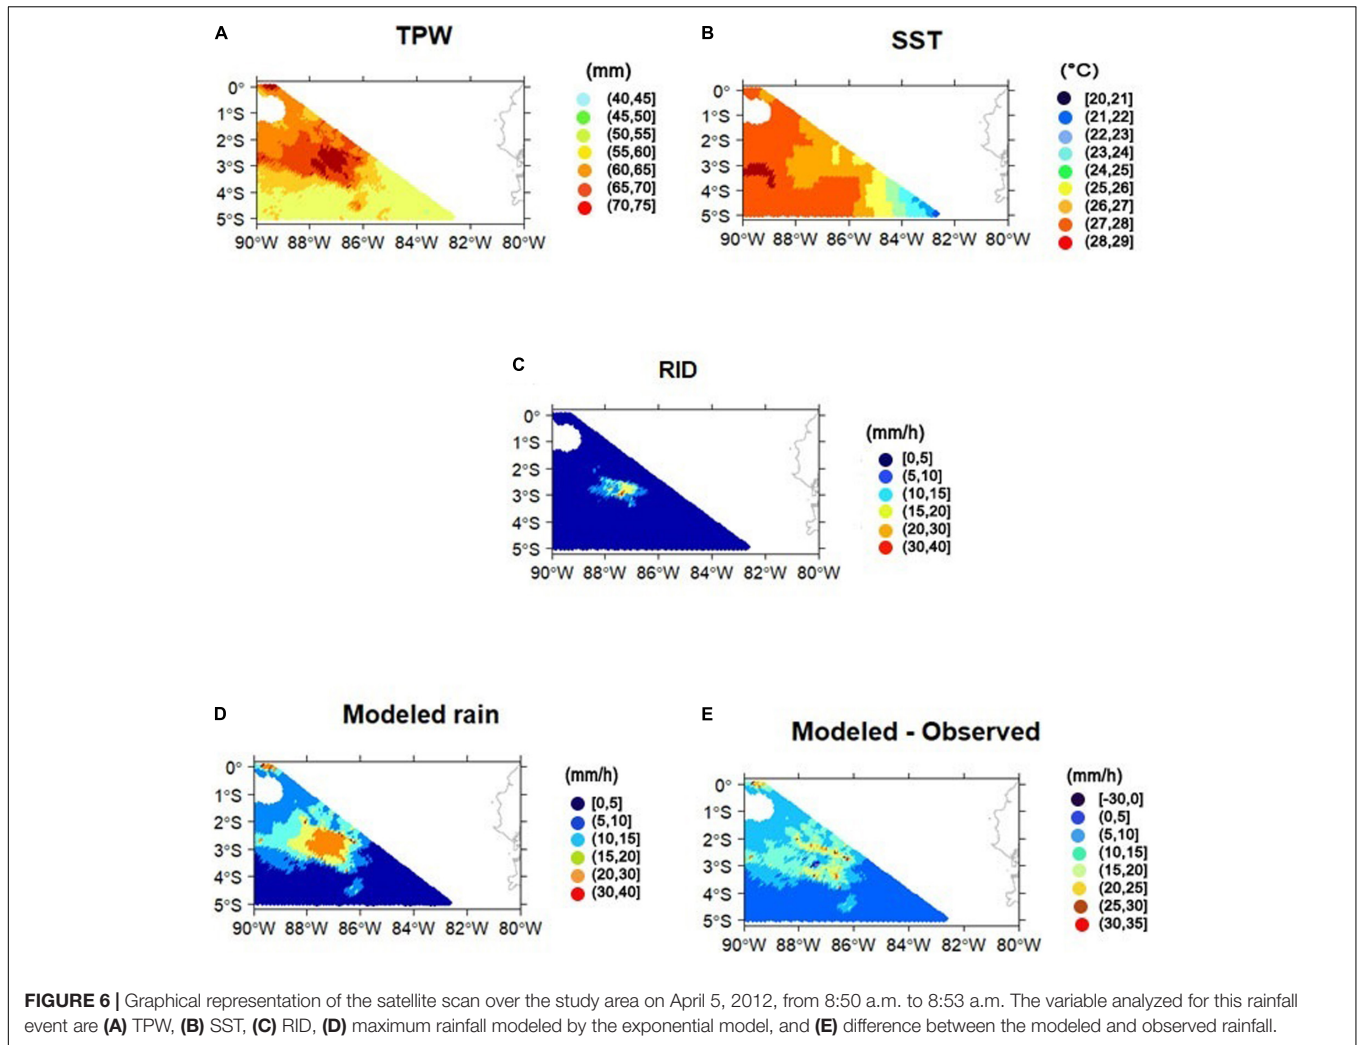 A
TPW
(mm)
(40,45]
(45,50]
(50,55]
(55,60]
(60,65]
(65,70]
(70,75]
0°
1°S
2°S
3°S
4°S
5°S
90°W 88°W 86°W 84°W 82°W 80°W
B
SST
(°C)
[20,21]
(21,22]
(22,23]
(23,24]
(24,25]
(25,26]
(26,27]
(27,28]
(28,29]
0°
1°S
2°S
3°S
4°S
5°S
90°W 88°W 86°W 84°W 82°W 80°W
C
RID
(mm/h)
[0,5]
(5,10]
(10,15]
(15,20]
(20,30]
(30,40]
0°
1°S
2°S
3°S
4°S
5°S
90°W 88°W 86°W 84°W 82°W 80°W
D
Modeled rain
(mm/h)
[0,5]
(5,10]
(10,15]
(15,20]
(20,30]
(30,40]
0°
1°S
2°S
3°S
4°S
5°S
90°W 88°W 86°W 84°W 82°W 80°W
E
Modeled - Observed
(mm/h)
[-30,0]
(0,5]
(5,10]
(10,15]
(15,20]
(20,25]
(25,30]
(30,35]
0°
1°S
2°S
3°S
4°S
5°S
90°W 88°W 86°W 84°W 82°W 80°W
FIGURE 6 | Graphical representation of the satellite scan over the study area on April 5, 2012, from 8:50 a.m. to 8:53 a.m. The variable analyzed for this rainfall
event are (A) TPW, (B) SST, (C) RID, (D) maximum rainfall modeled by the exponential model, and (E) difference between the modeled and observed rainfall.